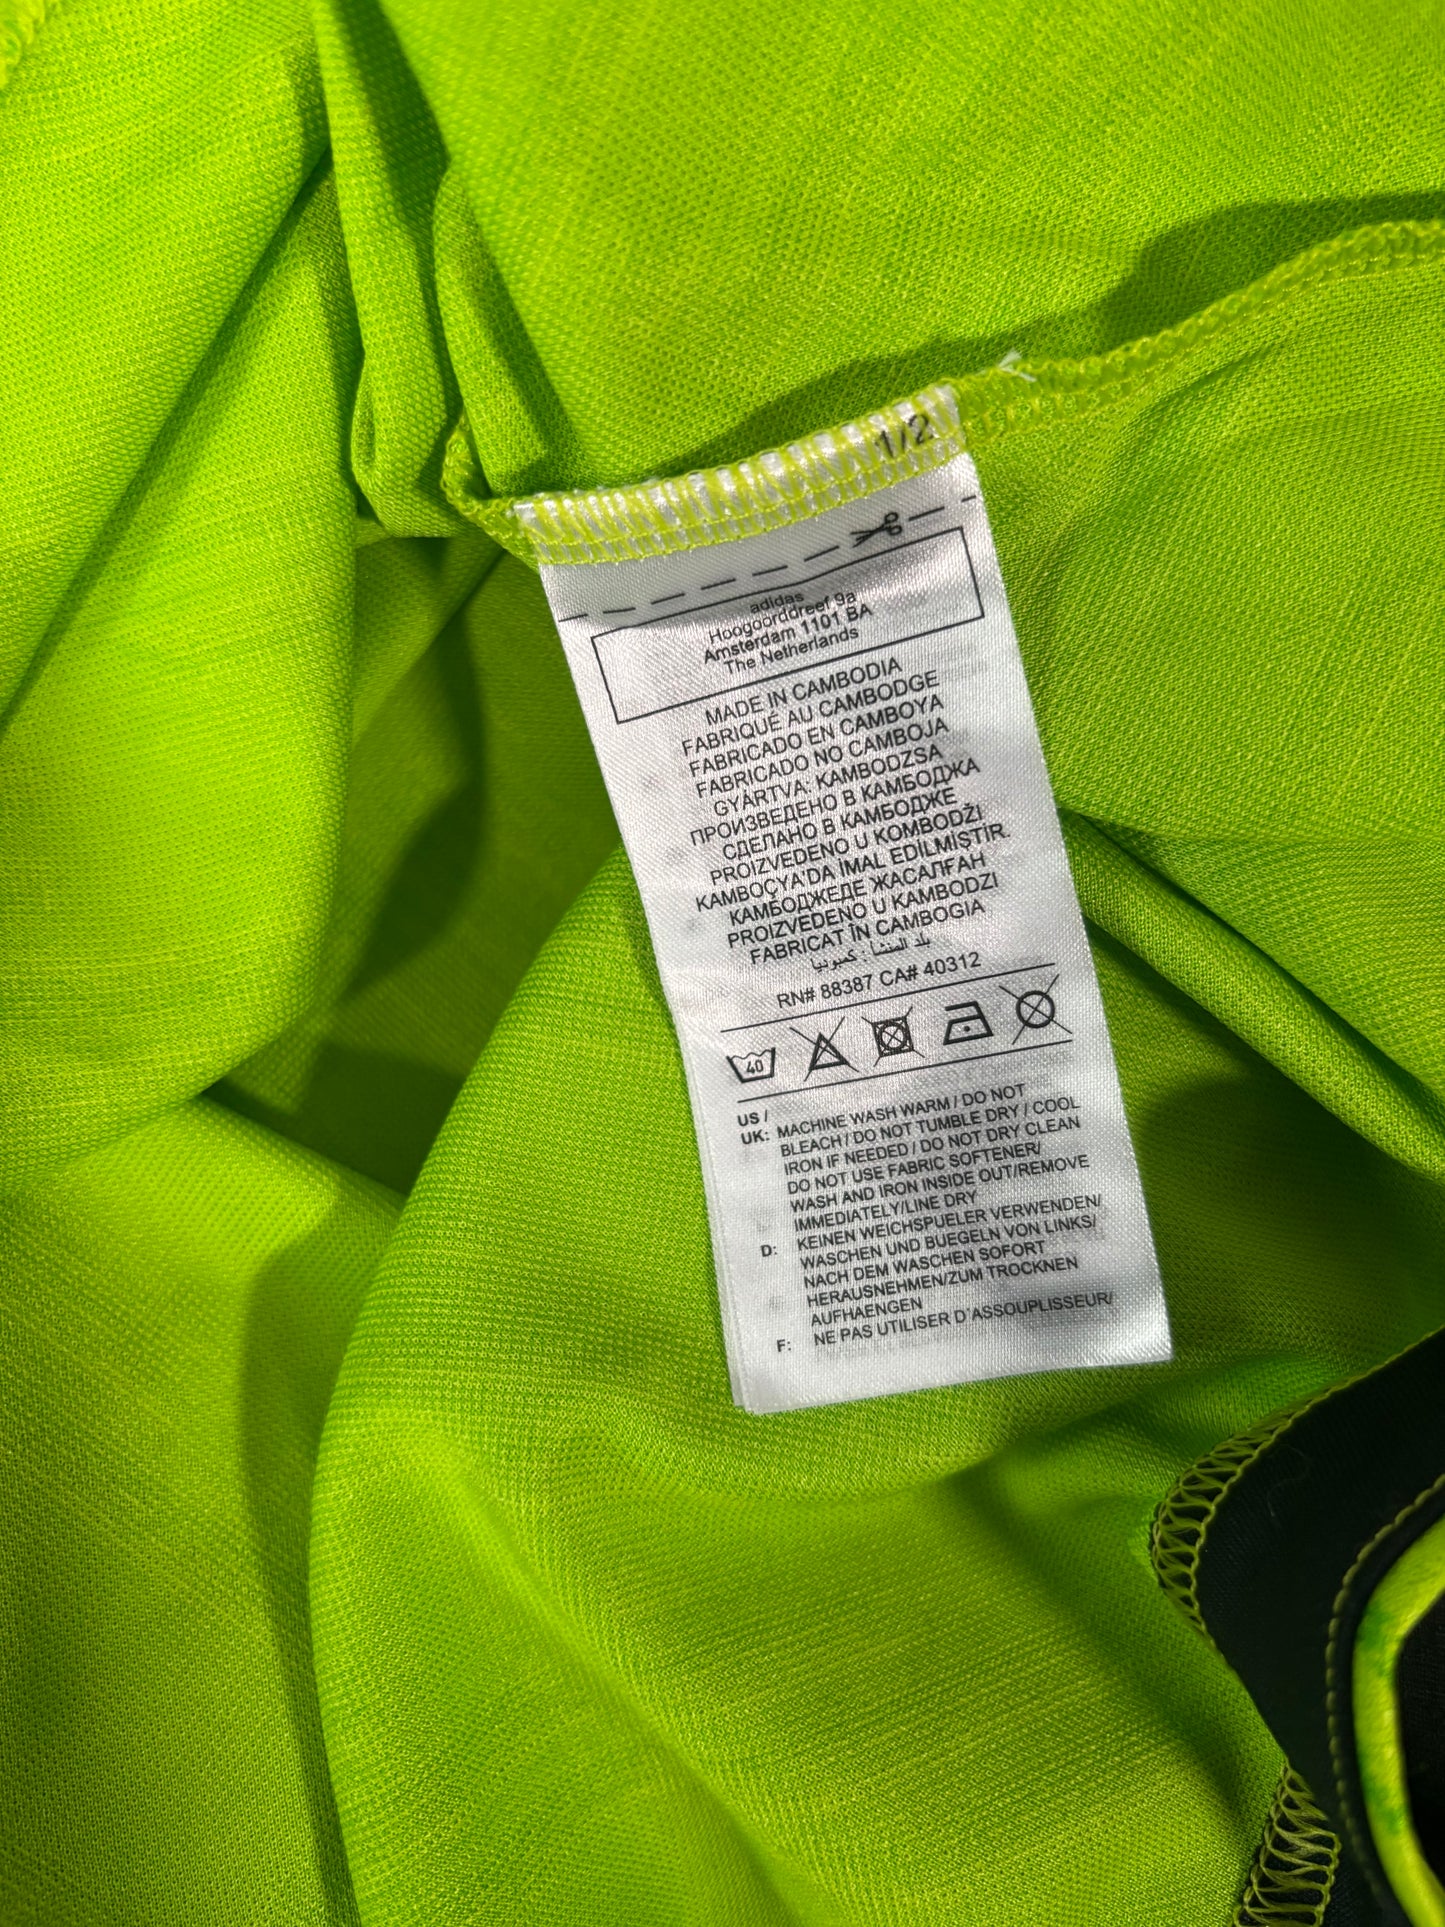 1/2
adidas
Hoogoorddreef 9a
Amsterdam 1101 BA
The Netherlands
MADE IN CAMBODIA
FABRIQUÉ AU CAMBODGE
FABRICADO EN CAMBOYA
FABRICADO NO CAMBOJA
GYÁRTVA: KAMBODZSA
ПРОИЗВЕДЕНО В КАМБОДЖА
СДЕЛАНО В КАМБОДЖЕ
PROIZVEDENO U KOMBODŽI
KAMBOÇYA'DA İMAL EDİLMİŞTİR.
КАМБОДЖЕДЕ ЖАСАЛҒАН
PROIZVEDENO U KAMBODZI
FABRICAT ÎN CAMBOGIA
بلد المنشأ : كمبوديا
RN# 88387 CA# 40312
40
US /
UK: MACHINE WASH WARM / DO NOT
BLEACH / DO NOT TUMBLE DRY / COOL
IRON IF NEEDED / DO NOT DRY CLEAN
DO NOT USE FABRIC SOFTENER/
WASH AND IRON INSIDE OUT/REMOVE
IMMEDIATELY/LINE DRY
D: KEINEN WEICHSPUELER VERWENDEN/
WASCHEN UND BUEGELN VON LINKS/
NACH DEM WASCHEN SOFORT
HERAUSNEHMEN/ZUM TROCKNEN
AUFHAENGEN
F: NE PAS UTILISER D'ASSOUPLISSEUR/